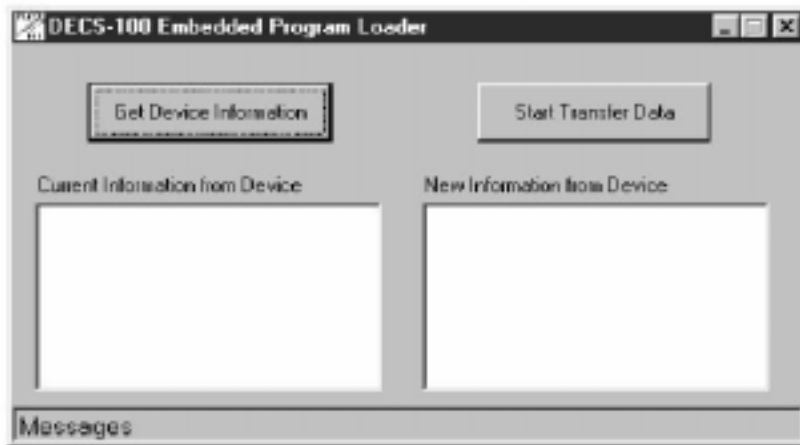 DECS-100 Embedded Program Loader
Get Device Information
Start Transfer Data
Current Information from Device
New Information from Device
Messages